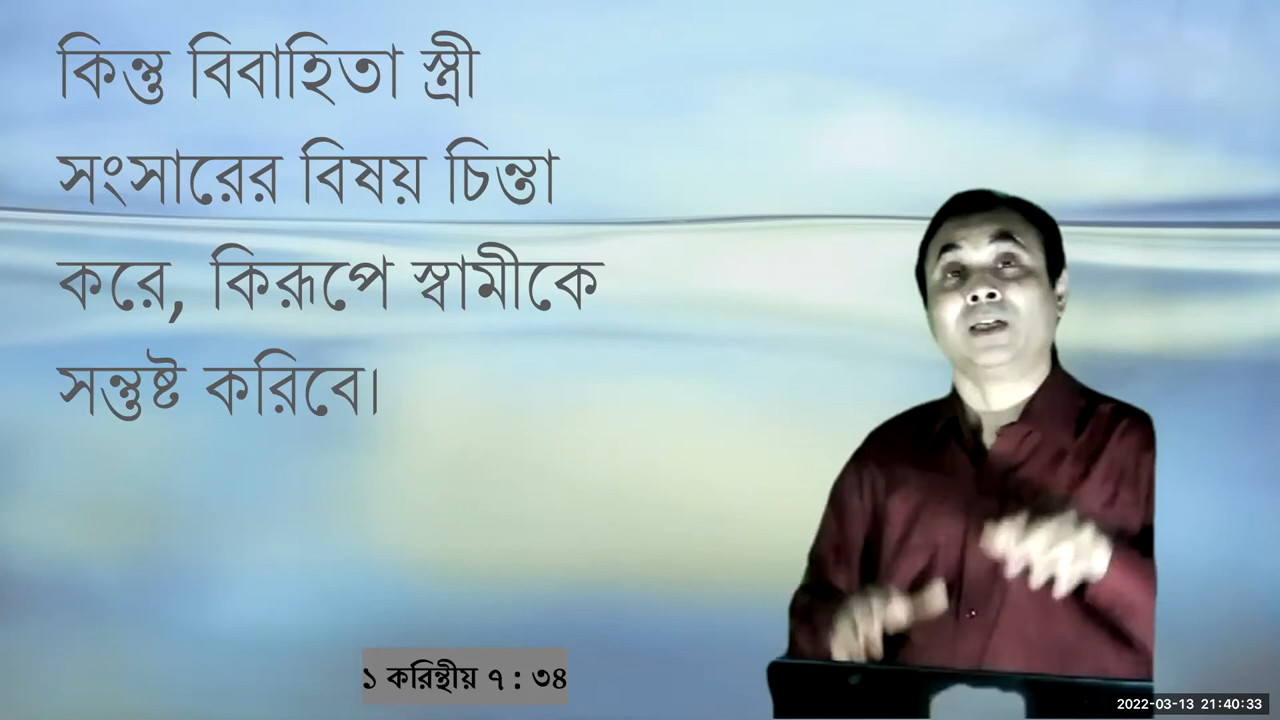 কিন্তু বিবাহিতা স্ত্রী
সংসারের বিষয় চিন্তা
করে, কিরূপে স্বামীকে
সন্তুষ্ট করিবে।
১ করিন্থীয় ৭ : ৩৪
2022-03-13 21:40:33